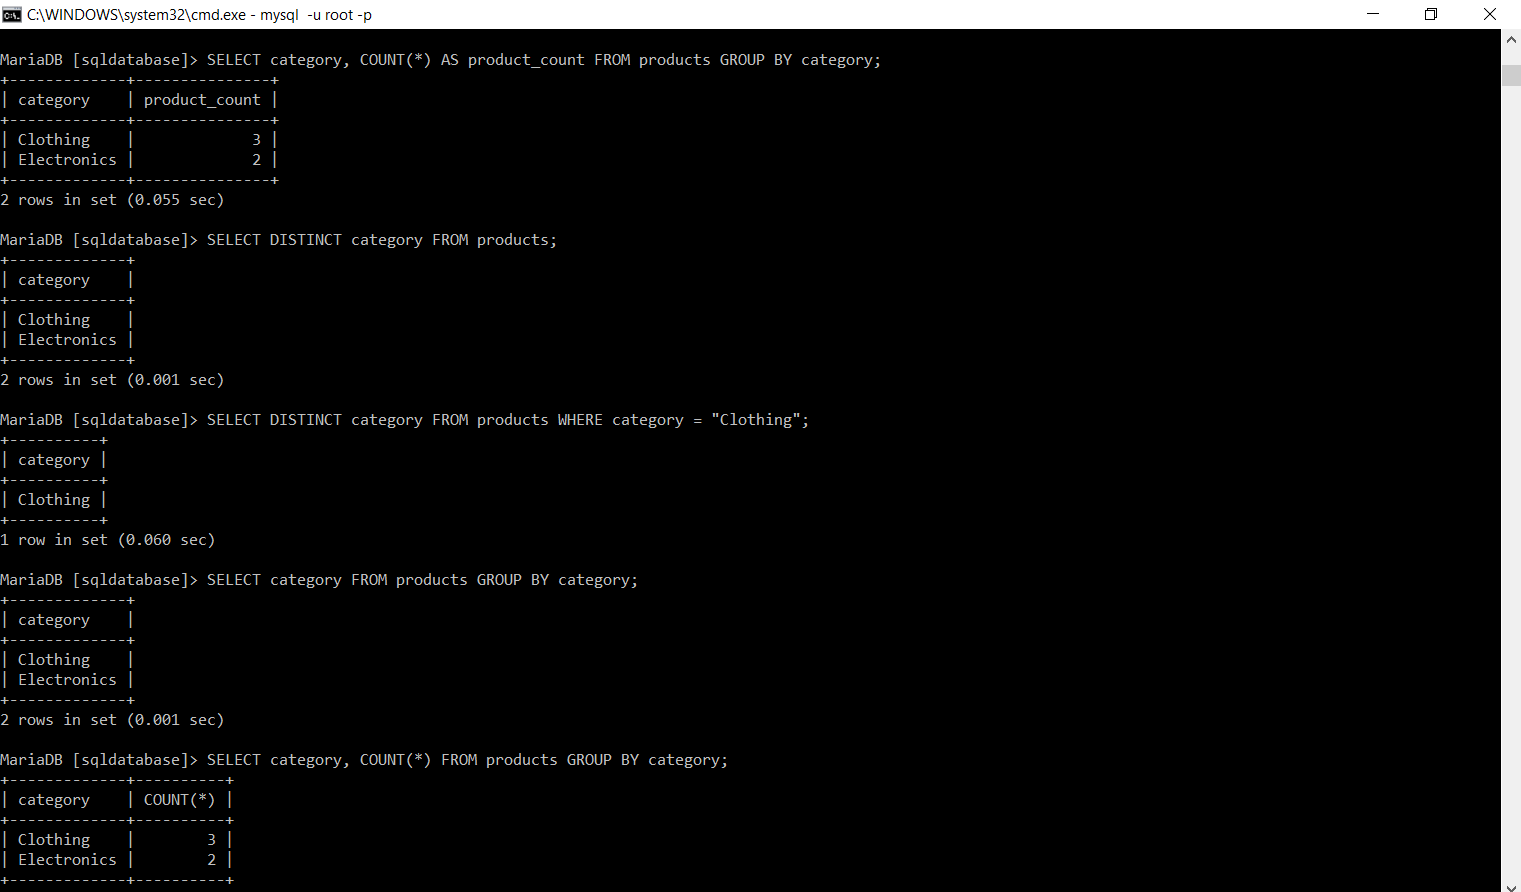 C:\WINDOWS\system32\cmd.exe - mysql  -u root -p
MariaDB [sqldatabase]> SELECT category, COUNT(*) AS product_count FROM products GROUP BY category;
+-------------+---------------+
| category    | product_count |
+-------------+---------------+
| Clothing    |             3 |
| Electronics |             2 |
+-------------+---------------+
2 rows in set (0.055 sec)
MariaDB [sqldatabase]> SELECT DISTINCT category FROM products;
+-------------+
| category    |
+-------------+
| Clothing    |
| Electronics |
+-------------+
2 rows in set (0.001 sec)
MariaDB [sqldatabase]> SELECT DISTINCT category FROM products WHERE category = "Clothing";
+----------+
| category |
+----------+
| Clothing |
+----------+
1 row in set (0.060 sec)
MariaDB [sqldatabase]> SELECT category FROM products GROUP BY category;
+-------------+
| category    |
+-------------+
| Clothing    |
| Electronics |
+-------------+
2 rows in set (0.001 sec)
MariaDB [sqldatabase]> SELECT category, COUNT(*) FROM products GROUP BY category;
+-------------+----------+
| category    | COUNT(*) |
+-------------+----------+
| Clothing    |        3 |
| Electronics |        2 |
+-------------+----------+